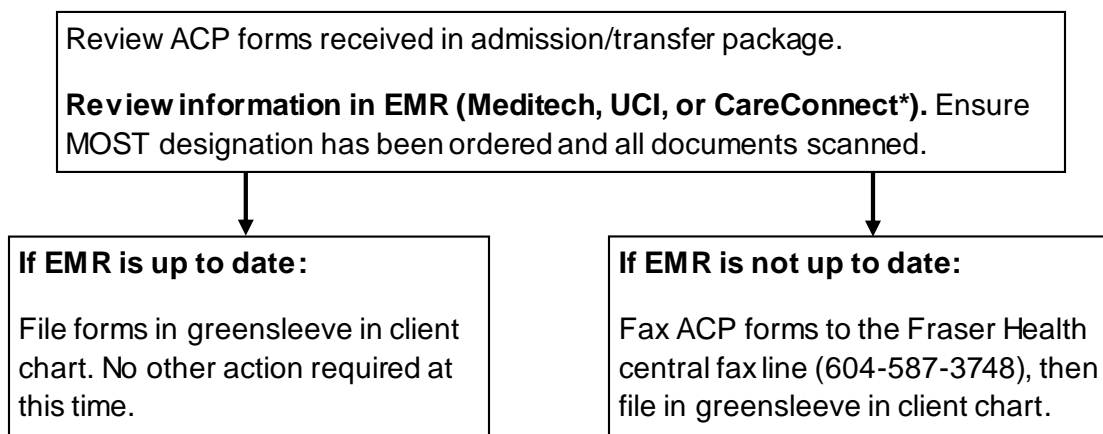 Review ACP forms received in admission/transfer package.
Review information in EMR (Meditech, UCI, or CareConnect*). Ensure
MOST designation has been ordered and all documents scanned.
If EMR is up to date:
File forms in greensleeve in client
chart. No other action required at
this time.
If EMR is not up to date:
Fax ACP forms to the Fraser Health
central fax line (604-587-3748), then
file in greensleeve in client chart.